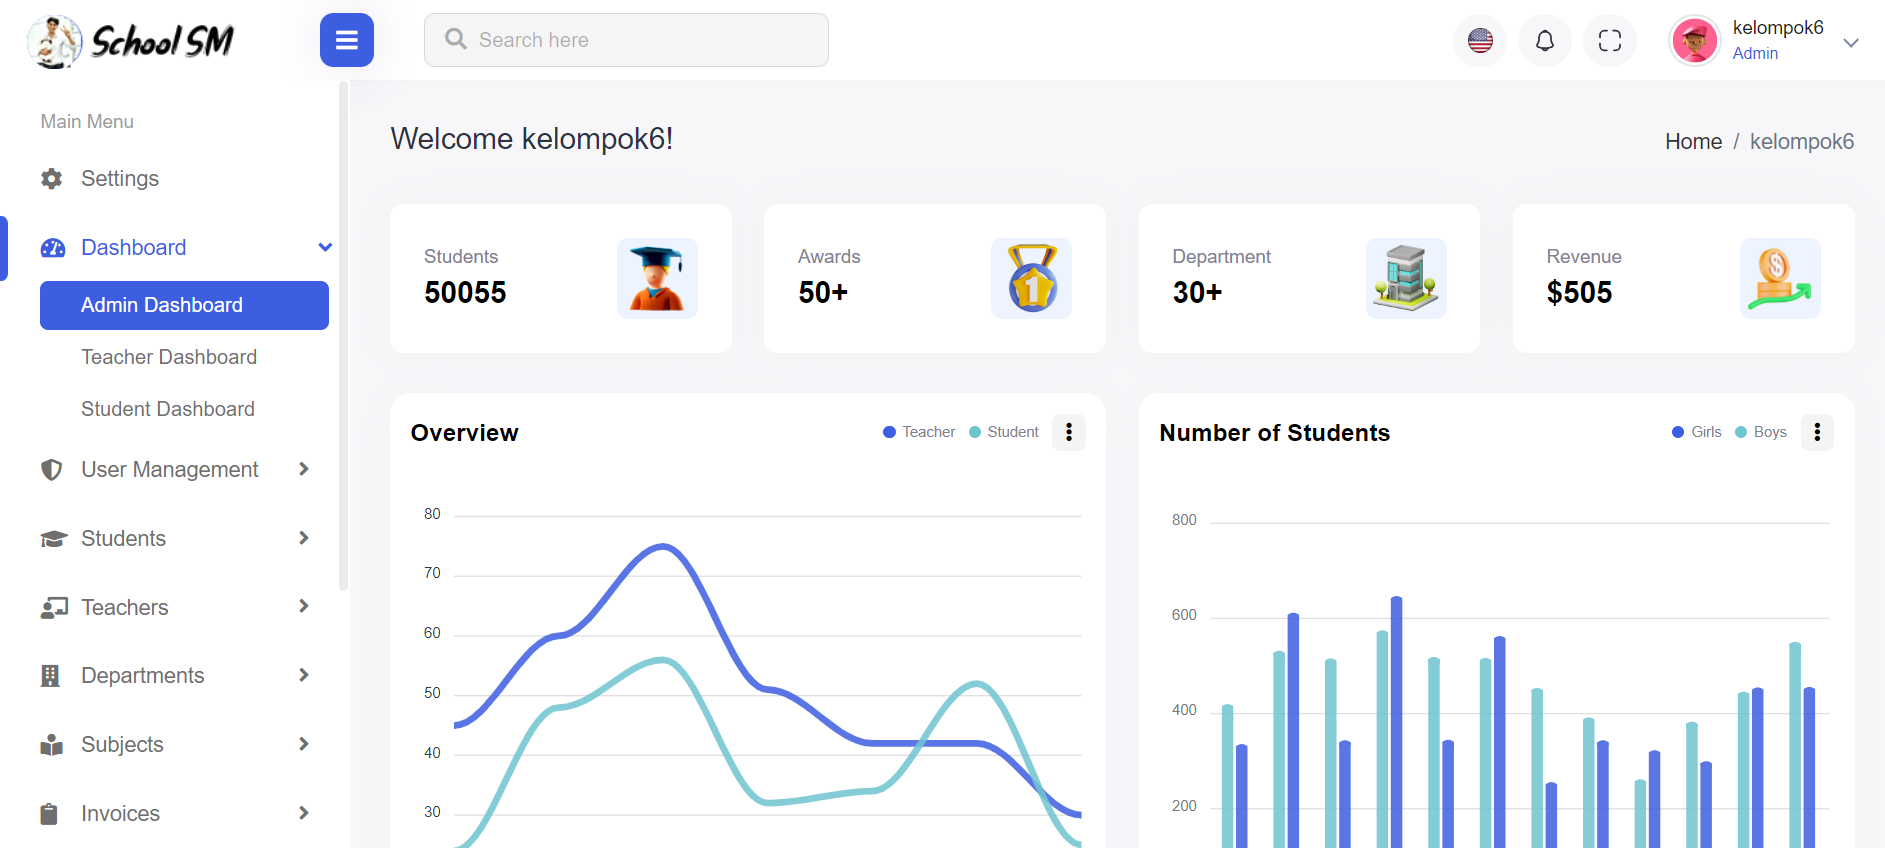 School SM
Search here
kelompok6
Admin
Main Menu
Settings
Dashboard
Admin Dashboard
Teacher Dashboard
Student Dashboard
User Management
Students
Teachers
Departments
Subjects
Invoices
Welcome kelompok6!
Home / kelompok6
Students
50055
Awards
50+
1
Department
30+
Revenue
$505
$
Overview
Teacher Student
80
70
60
50
40
30
Number of Students
Girls Boys
800
600
400
200